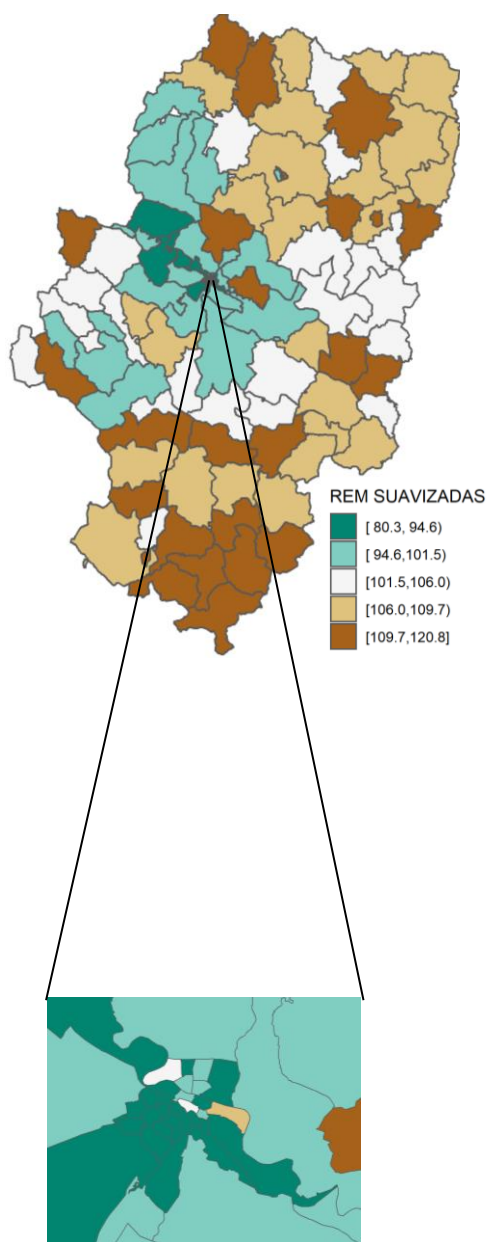 REM SUAVIZADAS
[ 80.3, 94.6)
[ 94.6,101.5)
[101.5,106.0)
[106.0,109.7)
[109.7,120.8]